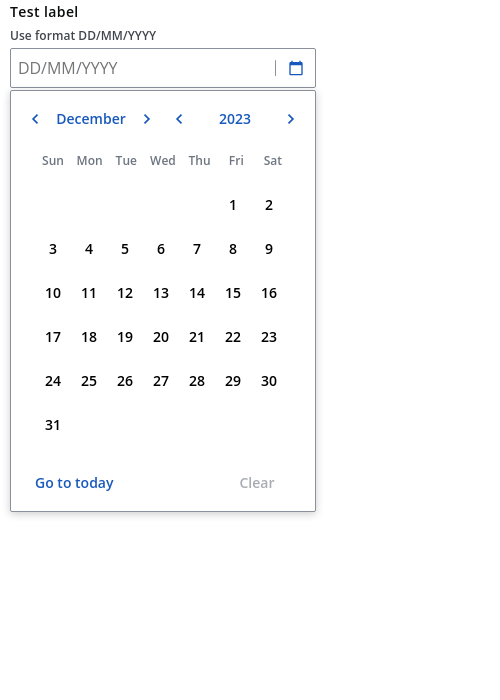 Test label
Use format DD/MM/YYYY
DD/MM/YYYY
December 2023
Sun Mon Tue Wed Thu Fri Sat
1 2
3 4 5 6 7 8 9
10 11 12 13 14 15 16
17 18 19 20 21 22 23
24 25 26 27 28 29 30
31
Go to today Clear